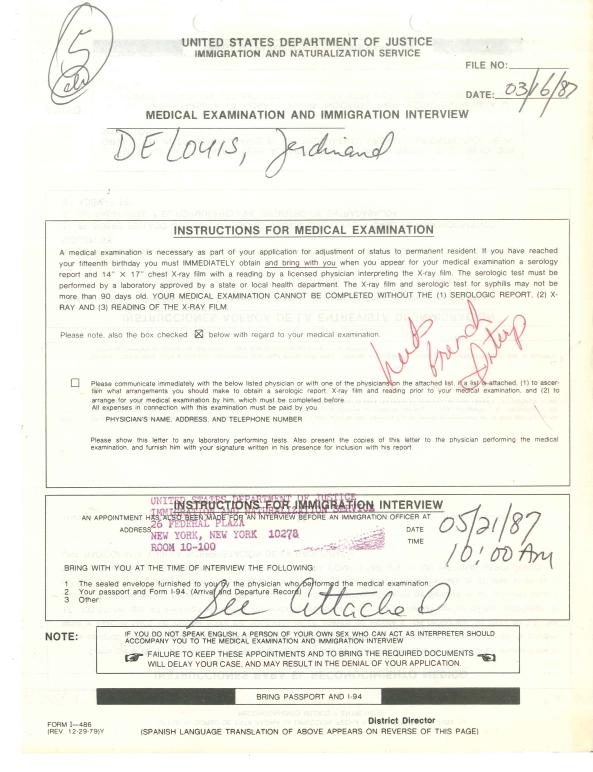 5
UNITED STATES DEPARTMENT OF JUSTICE
IMMIGRATION AND NATURALIZATION SERVICE
FILE NO:
DATE: 03/16/87
MEDICAL EXAMINATION AND IMMIGRATION INTERVIEW
DELOUIS, Ferdinand
INSTRUCTIONS FOR MEDICAL EXAMINATION
A medical examination is necessary as part of your application for adjustment of status to permanent resident. If you have reached
your fifteenth birthday you must IMMEDIATELY obtain and bring with you when you appear for your medical examination a serology
report and 14" X 17" chest X-ray film with a reading by a licensed physician interpreting the X-ray film. The serologic test must be
performed by a laboratory approved by a state or local health department. The X-ray film and serologic test for syphilis may not be
more than 90 days old. YOUR MEDICAL EXAMINATION CANNOT BE COMPLETED WITHOUT THE (1) SEROLOGIC REPORT, (2) X-
RAY AND (3) READING OF THE X-RAY FILM.
Please note, also the box checked ☒ below with regard to your medical examination.
needs
French
Interp
☐ Please communicate immediately with the below listed physician or with one of the physicians on the attached list, if a list is attached, (1) to ascer-
tain what arrangements you should make to obtain a serologic report, X-ray film and reading prior to your medical examination, and (2) to
arrange for your medical examination by him, which must be completed before
All expenses in connection with this examination must be paid by you
PHYSICIAN'S NAME, ADDRESS, AND TELEPHONE NUMBER
Please show this letter to any laboratory performing tests. Also present the copies of this letter to the physician performing the medical
examination, and furnish him with your signature written in his presence for inclusion with his report
UNITED STATES DEPARTMENT OF JUSTICE
INSTRUCTIONS FOR IMMIGRATION INTERVIEW
IMMIGRATION AND NATURALIZATION SERVICE
AN APPOINTMENT HAS ALSO BEEN MADE FOR AN INTERVIEW BEFORE AN IMMIGRATION OFFICER AT
ADDRESS 26 FEDERAL PLAZA
NEW YORK, NEW YORK 10278
ROOM 10-100
DATE 05/21/87
TIME 10:00 AM
BRING WITH YOU AT THE TIME OF INTERVIEW THE FOLLOWING:
1 The sealed envelope furnished to you by the physician who performed the medical examination
2. Your passport and Form I-94. (Arrival and Departure Record)
3 Other:
See Attached
NOTE:
IF YOU DO NOT SPEAK ENGLISH, A PERSON OF YOUR OWN SEX WHO CAN ACT AS INTERPRETER SHOULD
ACCOMPANY YOU TO THE MEDICAL EXAMINATION AND IMMIGRATION INTERVIEW
☞ FAILURE TO KEEP THESE APPOINTMENTS AND TO BRING THE REQUIRED DOCUMENTS ☜
WILL DELAY YOUR CASE, AND MAY RESULT IN THE DENIAL OF YOUR APPLICATION.
BRING PASSPORT AND I-94
FORM I—486
(REV. 12-29-79)Y
District Director
(SPANISH LANGUAGE TRANSLATION OF ABOVE APPEARS ON REVERSE OF THIS PAGE)